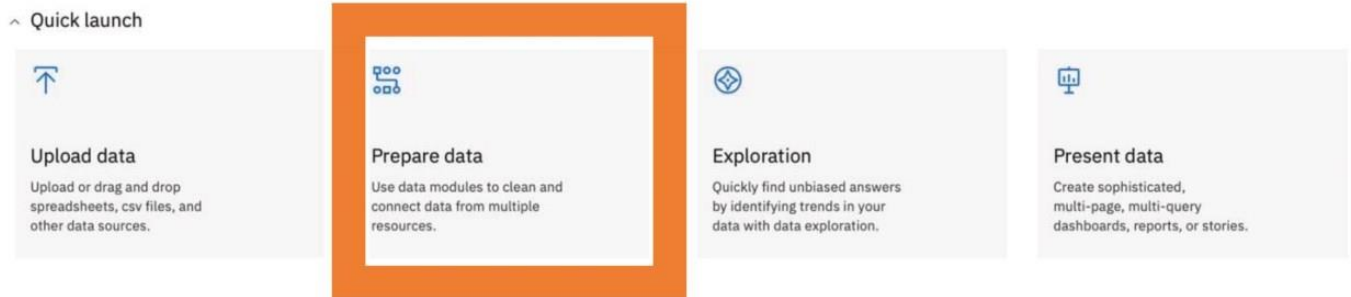 Quick launch
Upload data
Upload or drag and drop
spreadsheets, csv files, and
other data sources.
Prepare data
Use data modules to clean and
connect data from multiple
resources.
Exploration
Quickly find unbiased answers
by identifying trends in your
data with data exploration.
Present data
Create sophisticated,
multi-page, multi-query
dashboards, reports, or stories.